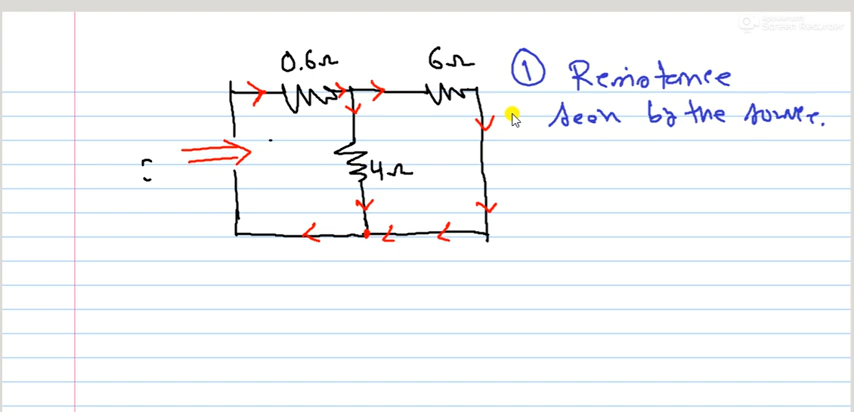 0.6Ω 6Ω ① Resistance
seen by the source.
4Ω